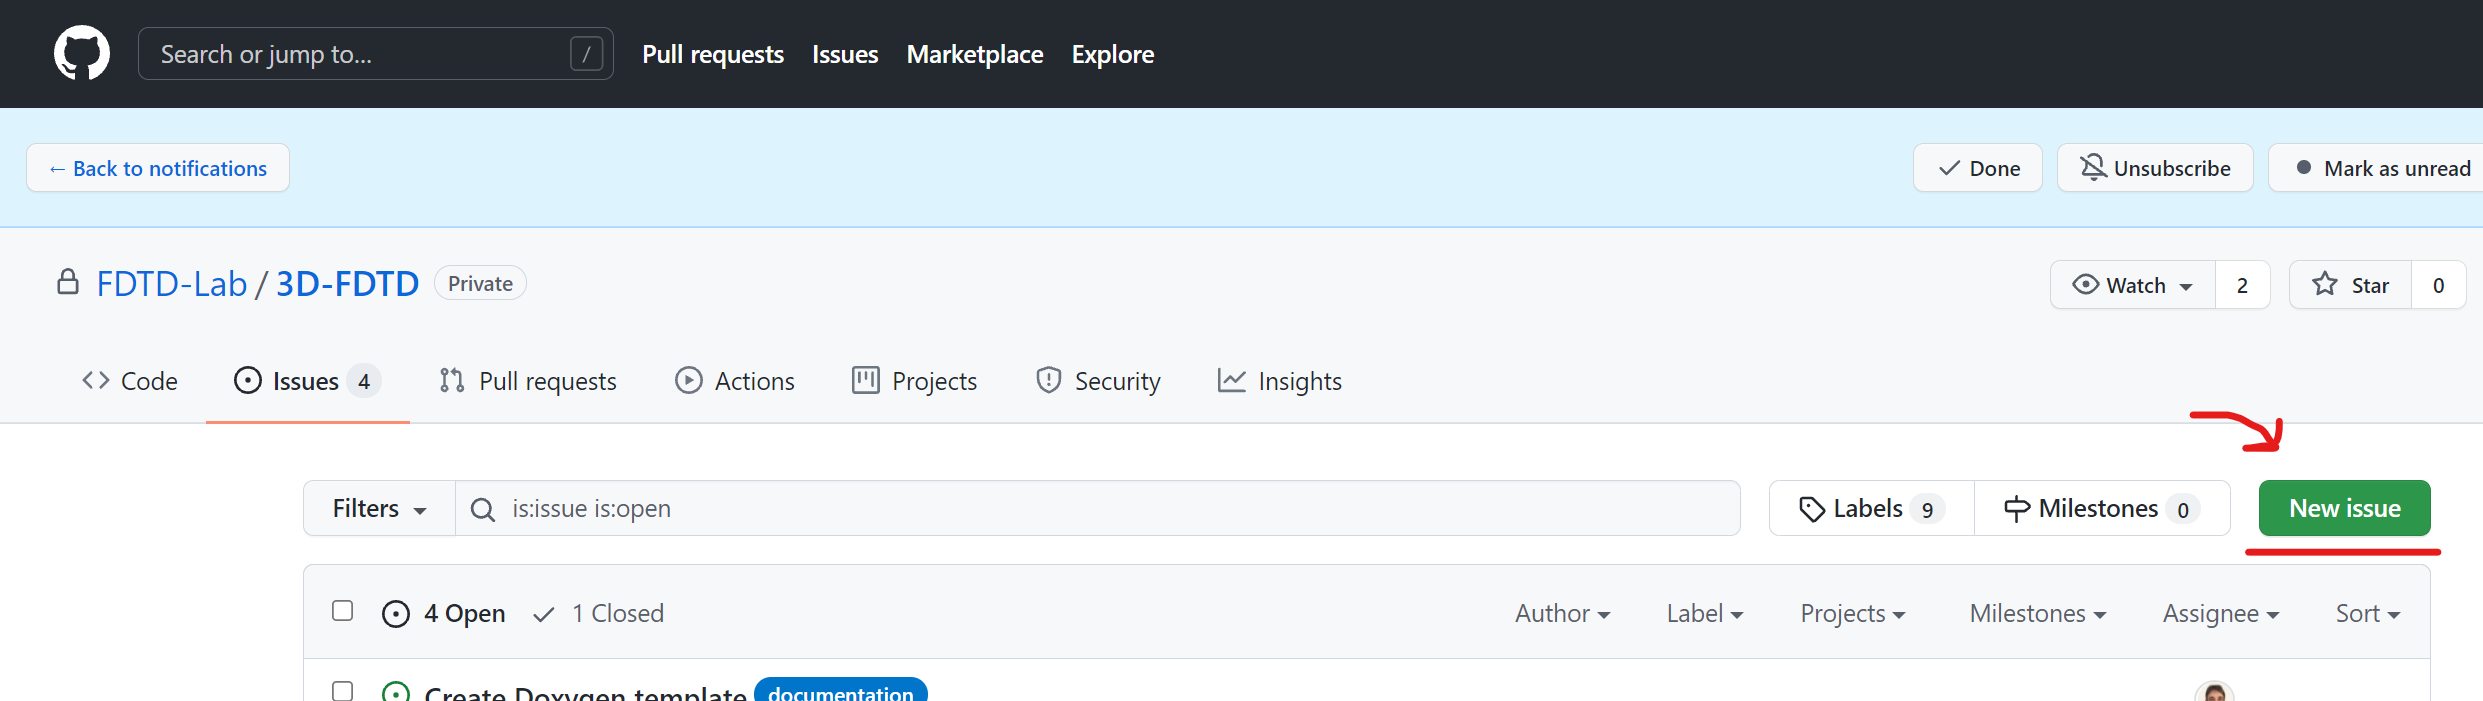 Search or jump to... / Pull requests Issues Marketplace Explore
← Back to notifications Done Unsubscribe Mark as unread
FDTD-Lab / 3D-FDTD Private Watch 2 Star 0
Code Issues 4 Pull requests Actions Projects Security Insights
Filters is:issue is:open Labels 9 Milestones 0 New issue
4 Open 1 Closed Author Label Projects Milestones Assignee Sort
Create Doxygen template documentation